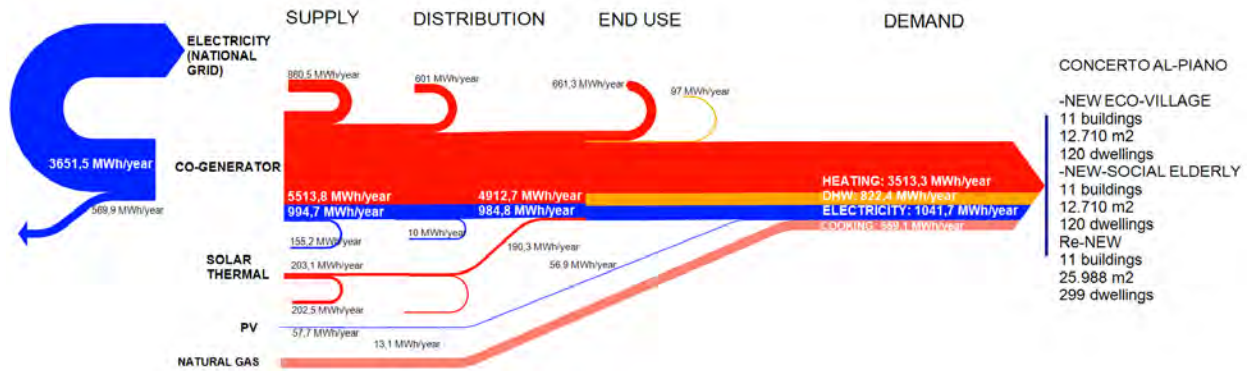 SUPPLY
DISTRIBUTION
END USE
DEMAND
ELECTRICITY
(NATIONAL
GRID)
860,5 MWh/year
601 MWh/year
661,3 MWh/year
97 MWh/year
CONCERTO AL-PIANO
-NEW ECO-VILLAGE
11 buildings
12.710 m2
120 dwellings
-NEW-SOCIAL ELDERLY
11 buildings
12.710 m2
120 dwellings
Re-NEW
11 buildings
25.988 m2
299 dwellings
3651,5 MWh/year
569,9 MWh/year
CO-GENERATOR
5513,8 MWh/year
4912,7 MWh/year
HEATING: 3513,3 MWh/year
DHW: 822,4 MWh/year
994,7 MWh/year
984,8 MWh/year
ELECTRICITY: 1041,7 MWh/year
COOKING: 559,1 MWh/year
155,2 MWh/year
10 MWh/year
190,3 MWh/year
56,9 MWh/year
SOLAR
THERMAL
203,1 MWh/year
202,5 MWh/year
PV
57,7 MWh/year
13,1 MWh/year
NATURAL GAS